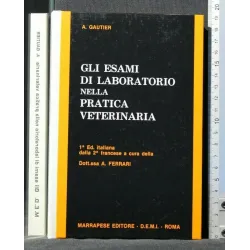 A. GAUTIER
GLI ESAMI
DI LABORATORIO
NELLA
PRATICA
VETERINARIA
1ª Ed. italiana
dalla 2ª francese a cura della
Dott.ssa A. FERRARI
MARRAPESE EDITORE - D.E.M.I. - ROMA